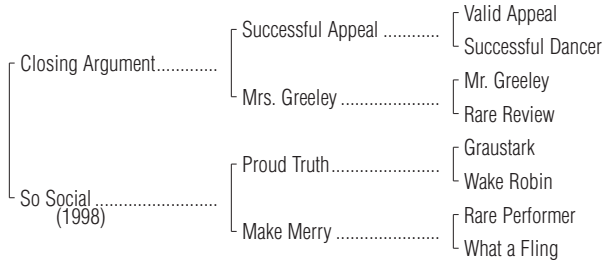 Valid Appeal
Successful Appeal ............
Successful Dancer
Closing Argument.............
Mr. Greeley
Mrs. Greeley ....................
Rare Review
Graustark
Proud Truth......................
Wake Robin
So Social .........................
(1998)
Rare Performer
Make Merry .....................
What a Fling